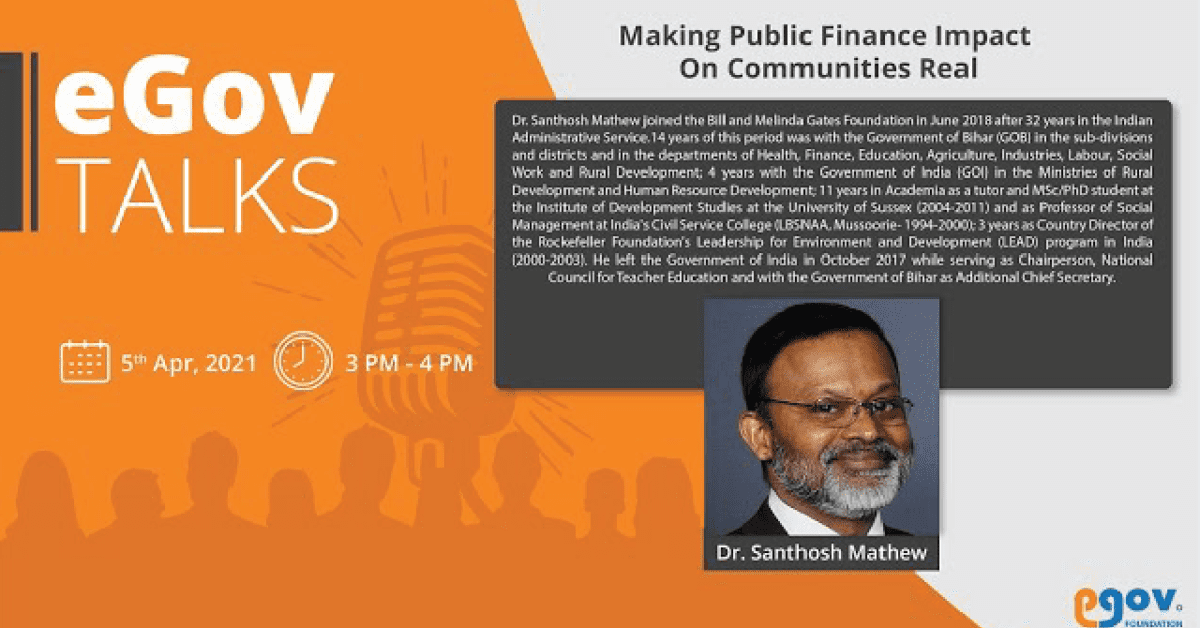 eGov
TALKS
5th Apr, 2021
3 PM - 4 PM
Making Public Finance Impact
On Communities Real
Dr. Santhosh Mathew joined the Bill and Melinda Gates Foundation in June 2018 after 32 years in the Indian
Administrative Service.14 years of this period was with the Government of Bihar (GOB) in the sub-divisions
and districts and in the departments of Health, Finance, Education, Agriculture, Industries, Labour, Social
Work and Rural Development; 4 years with the Government of India (GOI) in the Ministries of Rural
Development and Human Resource Development; 11 years in Academia as a tutor and MSc/PhD student at
the Institute of Development Studies at the University of Sussex (2004-2011) and as Professor of Social
Management at India's Civil Service College (LBSNAA, Mussoorie- 1994-2000); 3 years as Country Director of
the Rockefeller Foundation's Leadership for Environment and Development (LEAD) program in India
(2000-2003). He left the Government of India in October 2017 while serving as Chairperson, National
Council for Teacher Education and with the Government of Bihar as Additional Chief Secretary.
Dr. Santhosh Mathew
egov
FOUNDATION